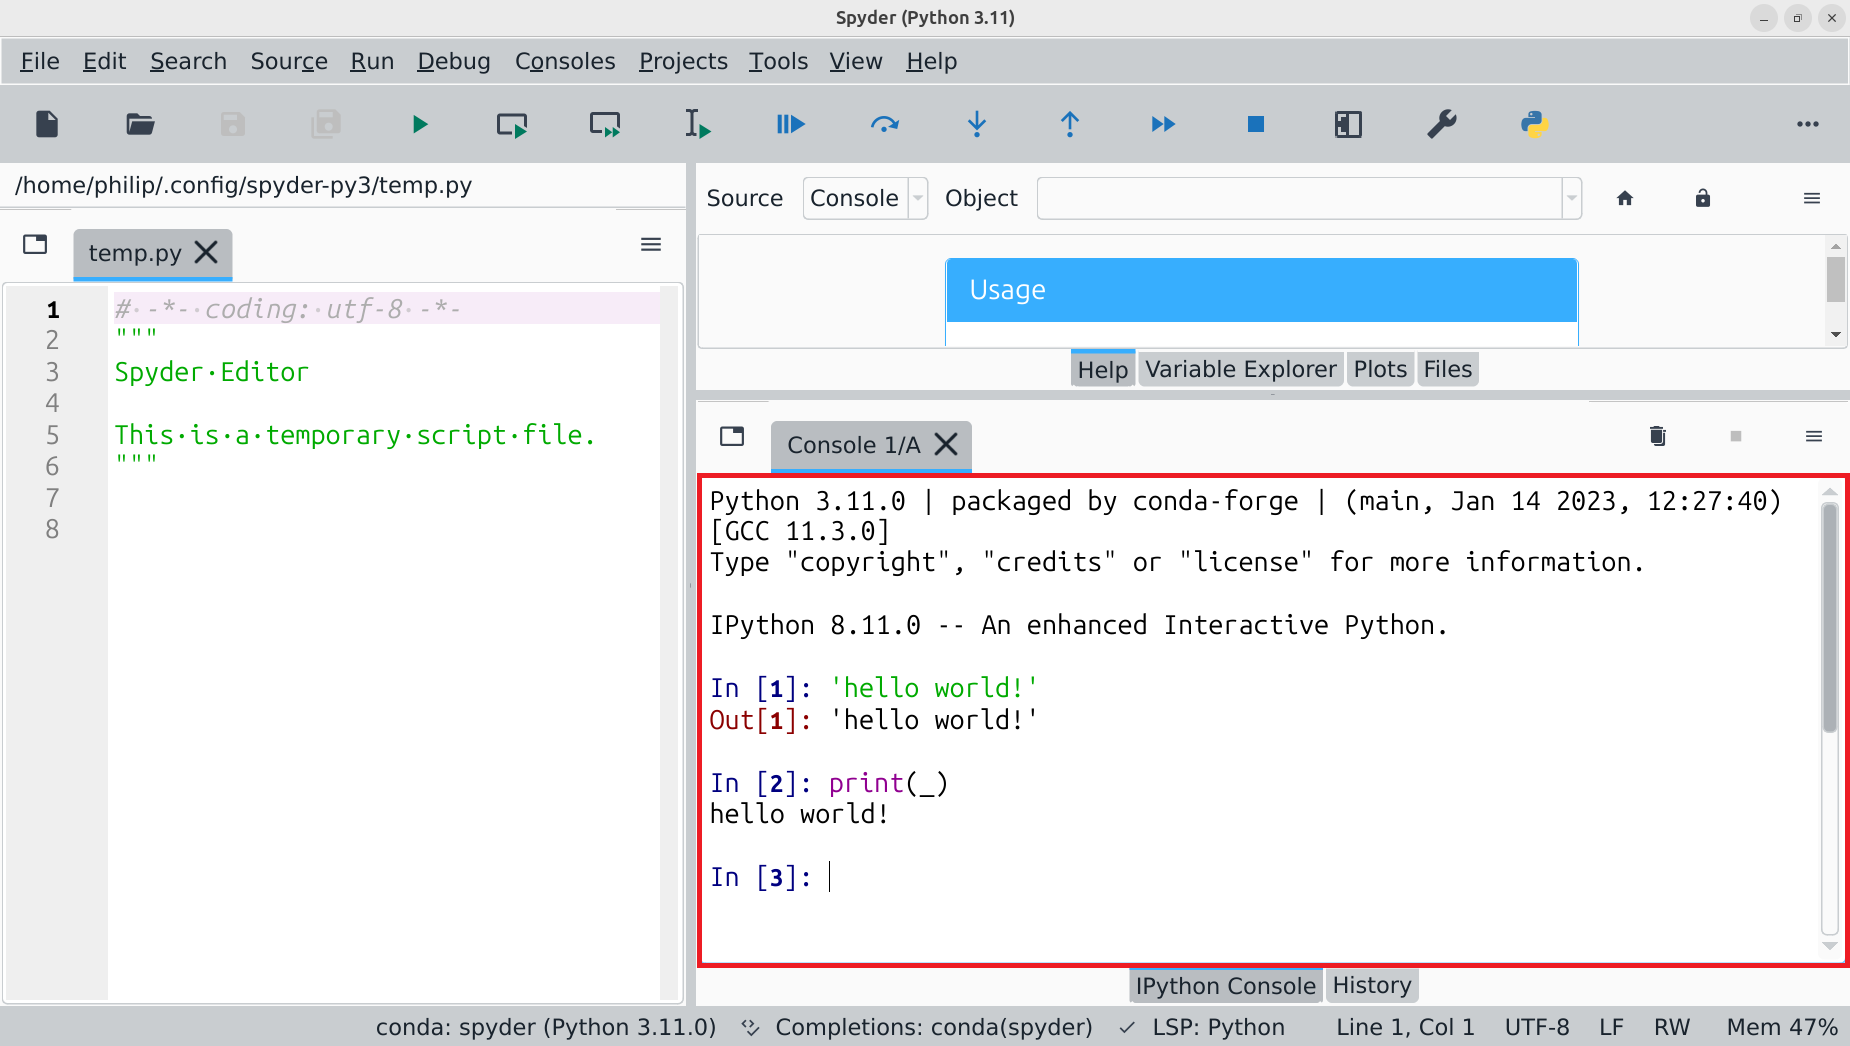 Spyder (Python 3.11)
File Edit Search Source Run Debug Consoles Projects Tools View Help
/home/philip/.config/spyder-py3/temp.py
temp.py
1 # -*- coding: utf-8 -*-
2 """
3 Spyder Editor
4
5 This is a temporary script file.
6 """
7
8
Source Console Object
Usage
Help Variable Explorer Plots Files
Console 1/A
Python 3.11.0 | packaged by conda-forge | (main, Jan 14 2023, 12:27:40)
[GCC 11.3.0]
Type "copyright", "credits" or "license" for more information.
IPython 8.11.0 -- An enhanced Interactive Python.
In [1]: 'hello world!'
Out[1]: 'hello world!'
In [2]: print(_)
hello world!
In [3]:
IPython Console History
conda: spyder (Python 3.11.0) Completions: conda(spyder) LSP: Python Line 1, Col 1 UTF-8 LF RW Mem 47%